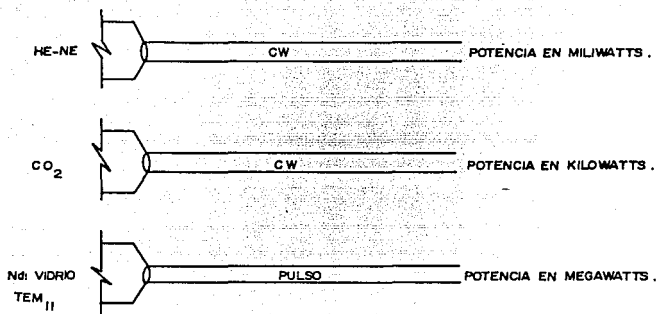 HE-NE CW POTENCIA EN MILIWATTS.
CO₂ CW POTENCIA EN KILOWATTS.
Nd: VIDRIO PULSO POTENCIA EN MEGAWATTS.
TEM₁₁